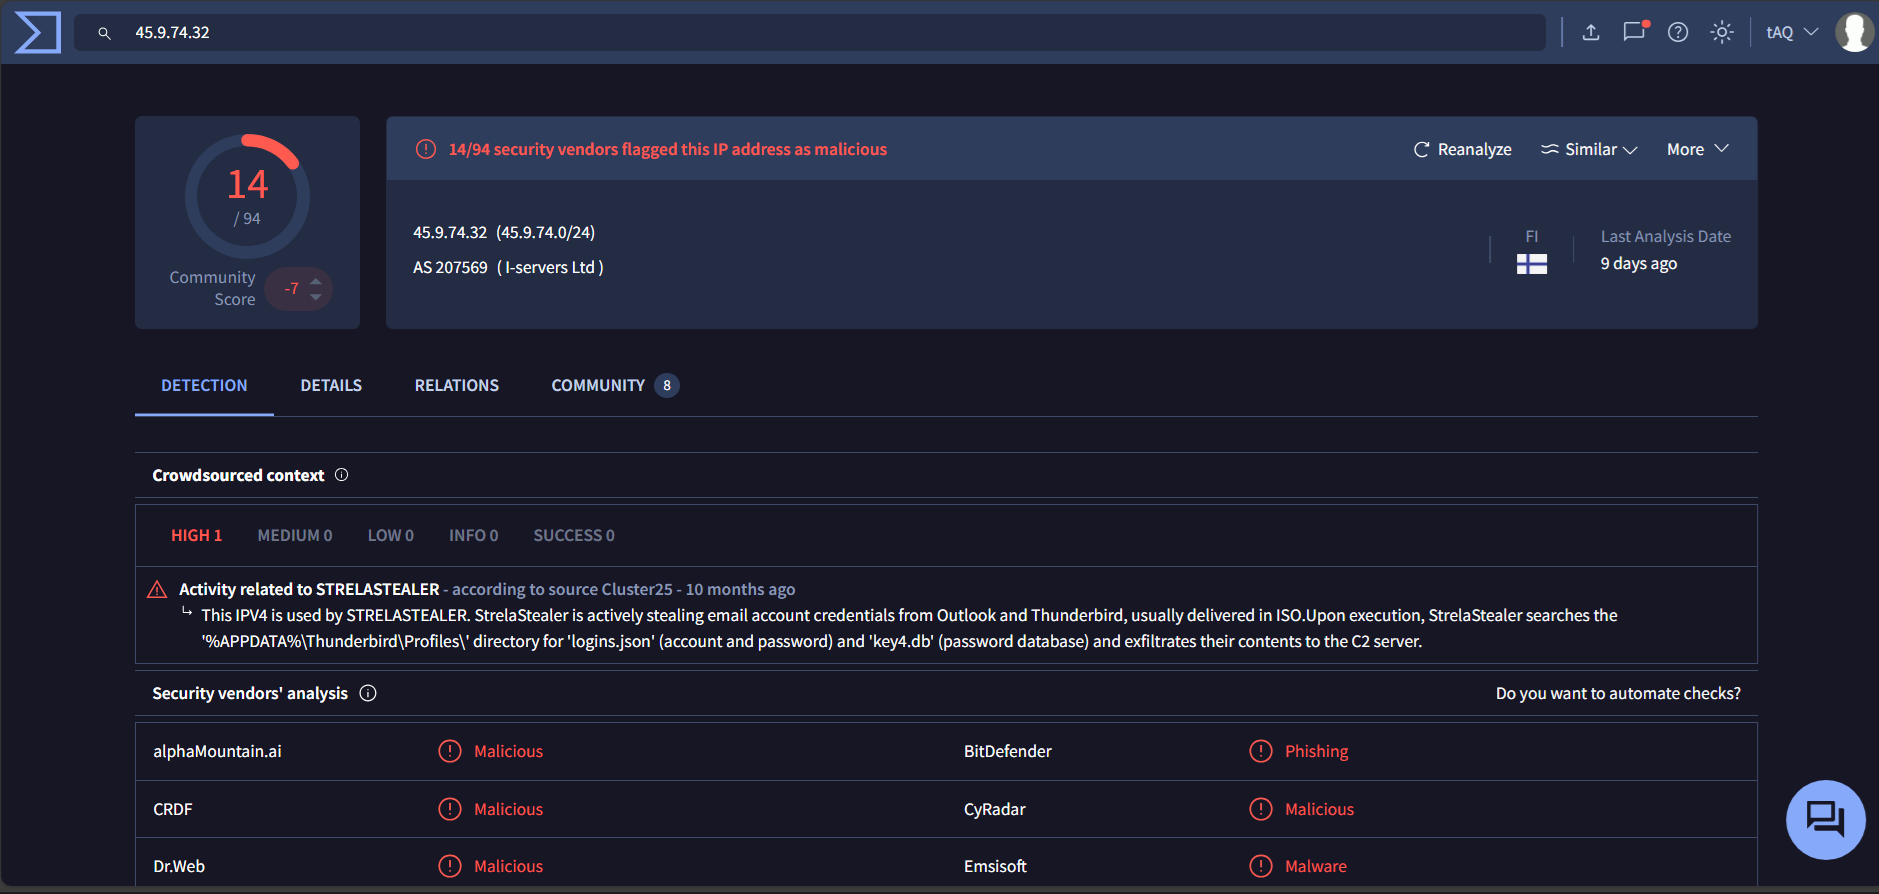 45.9.74.32
tAQ
14
/ 94
Community
Score
-7
14/94 security vendors flagged this IP address as malicious
Reanalyze
Similar
More
45.9.74.32 (45.9.74.0/24)
AS 207569 ( I-servers Ltd )
FI
Last Analysis Date
9 days ago
DETECTION
DETAILS
RELATIONS
COMMUNITY 8
Crowdsourced context
HIGH 1
MEDIUM 0
LOW 0
INFO 0
SUCCESS 0
Activity related to STRELASTEALER - according to source Cluster25 - 10 months ago
This IPV4 is used by STRELASTEALER. StrelaStealer is actively stealing email account credentials from Outlook and Thunderbird, usually delivered in ISO.Upon execution, StrelaStealer searches the
'%APPDATA%\Thunderbird\Profiles\' directory for 'logins.json' (account and password) and 'key4.db' (password database) and exfiltrates their contents to the C2 server.
Security vendors' analysis
Do you want to automate checks?
alphaMountain.ai
Malicious
BitDefender
Phishing
CRDF
Malicious
CyRadar
Malicious
Dr.Web
Malicious
Emsisoft
Malware